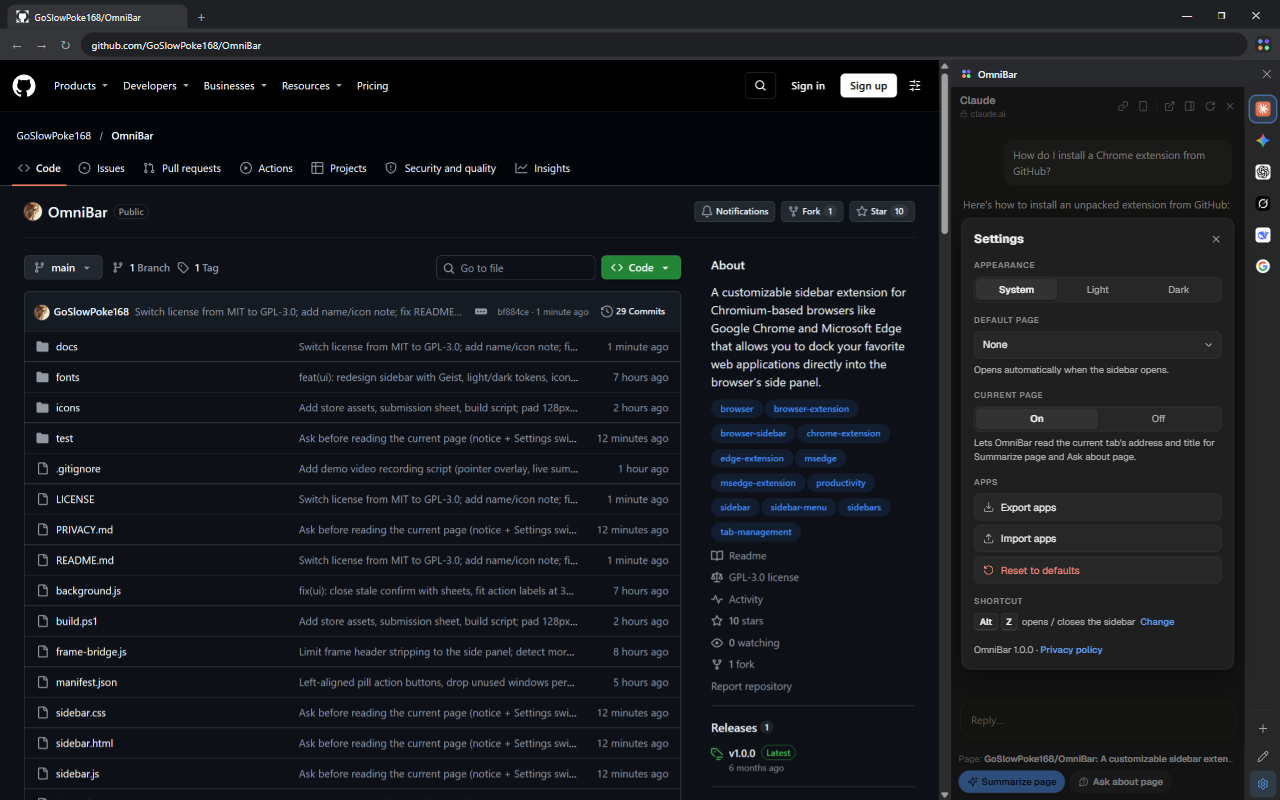 GoSlowPoke168/OmniBar
github.com/GoSlowPoke168/OmniBar
Products Developers Businesses Resources Pricing
Sign in Sign up
GoSlowPoke168 / OmniBar
Code Issues Pull requests Actions Projects Security and quality Insights
OmniBar Public
Notifications Fork 1 Star 10
main 1 Branch 1 Tag Go to file Code
GoSlowPoke168 Switch license from MIT to GPL-3.0; add name/icon note; fix README... bf884ce · 1 minute ago 29 Commits
docs Switch license from MIT to GPL-3.0; add name/icon note; fi... 1 minute ago
fonts feat(ui): redesign sidebar with Geist, light/dark tokens, icon... 7 hours ago
icons Add store assets, submission sheet, build script; pad 128px... 2 hours ago
test Ask before reading the current page (notice + Settings swi... 12 minutes ago
.gitignore Add demo video recording script (pointer overlay, live sum... 1 hour ago
LICENSE Switch license from MIT to GPL-3.0; add name/icon note; fi... 1 minute ago
PRIVACY.md Ask before reading the current page (notice + Settings swi... 12 minutes ago
README.md Switch license from MIT to GPL-3.0; add name/icon note; fi... 1 minute ago
background.js fix(ui): close stale confirm with sheets, fit action labels at 3... 7 hours ago
build.ps1 Add store assets, submission sheet, build script; pad 128px... 2 hours ago
frame-bridge.js Limit frame header stripping to the side panel; detect mor... 8 hours ago
manifest.json Left-aligned pill action buttons, drop unused windows per... 5 hours ago
sidebar.css Ask before reading the current page (notice + Settings swi... 12 minutes ago
sidebar.html Ask before reading the current page (notice + Settings swi... 12 minutes ago
sidebar.js Ask before reading the current page (notice + Settings swi... 12 minutes ago
About
A customizable sidebar extension for
Chromium-based browsers like
Google Chrome and Microsoft Edge
that allows you to dock your favorite
web applications directly into the
browser's side panel.
browser browser-extension
browser-sidebar chrome-extension
edge-extension msedge
msedge-extension productivity
sidebar sidebar-menu sidebars
tab-management
Readme
GPL-3.0 license
Activity
10 stars
0 watching
1 fork
Report repository
Releases 1
v1.0.0 Latest
6 months ago
OmniBar
Claude
claude.ai
How do I install a Chrome extension from
GitHub?
Here's how to install an unpacked extension from GitHub:
Settings
APPEARANCE
System Light Dark
DEFAULT PAGE
None
Opens automatically when the sidebar opens.
CURRENT PAGE
On Off
Lets OmniBar read the current tab's address and title for
Summarize page and Ask about page.
APPS
Export apps
Import apps
Reset to defaults
SHORTCUT
Alt Z opens / closes the sidebar Change
OmniBar 1.0.0 · Privacy policy
Reply...
Page: GoSlowPoke168/OmniBar: A customizable sidebar exten...
Summarize page Ask about page